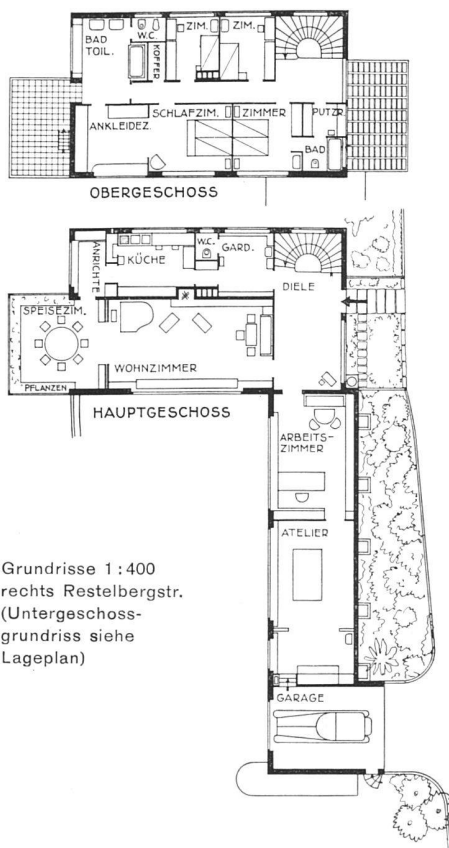 BAD
TOIL.
W.C.
KOFFER
ZIM.
ZIM.
ANKLEIDEZ.
SCHLAFZIM.
ZIMMER
PUTZR.
BAD
OBERGESCHOSS
ANRICHTE
KÜCHE
W.C.
GARD.
DIELE
SPEISEZIM.
WOHNZIMMER
PFLANZEN
HAUPTGESCHOSS
ARBEITS-
ZIMMER
ATELIER
GARAGE
Grundrisse 1 : 400
rechts Restelbergstr.
(Untergeschoss-
grundriss siehe
Lageplan)